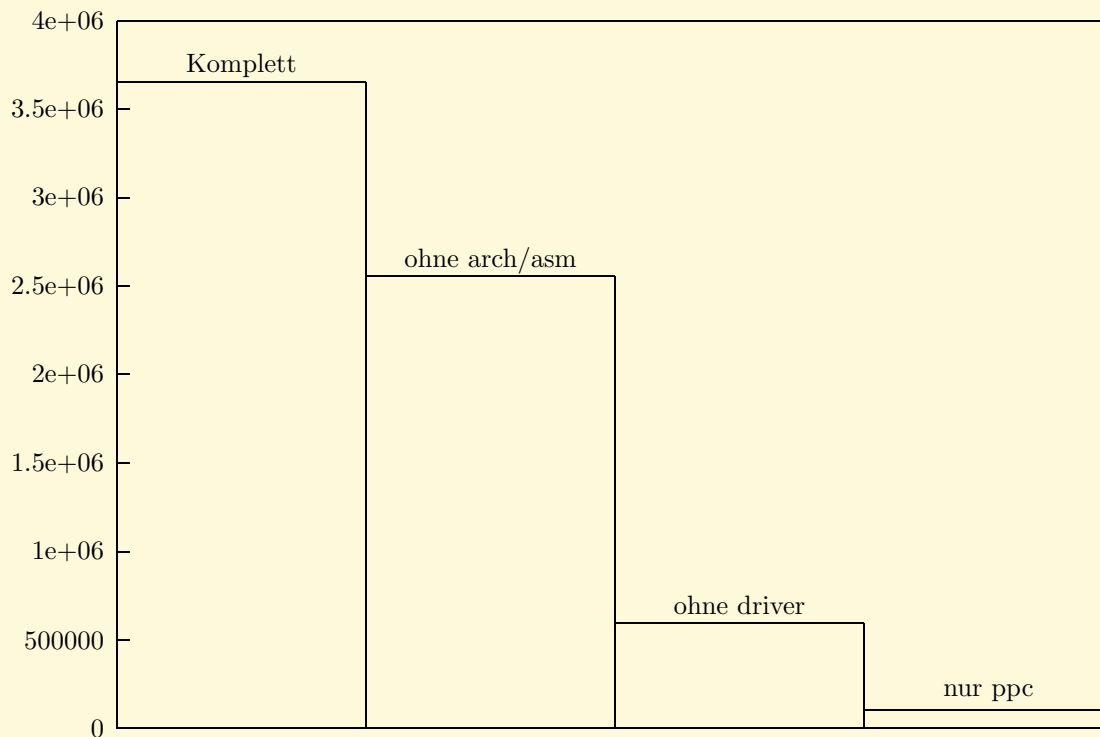 4e+06
Komplett
3.5e+06
3e+06
ohne arch/asm
2.5e+06
2e+06
1.5e+06
1e+06
ohne driver
500000
nur ppc
0